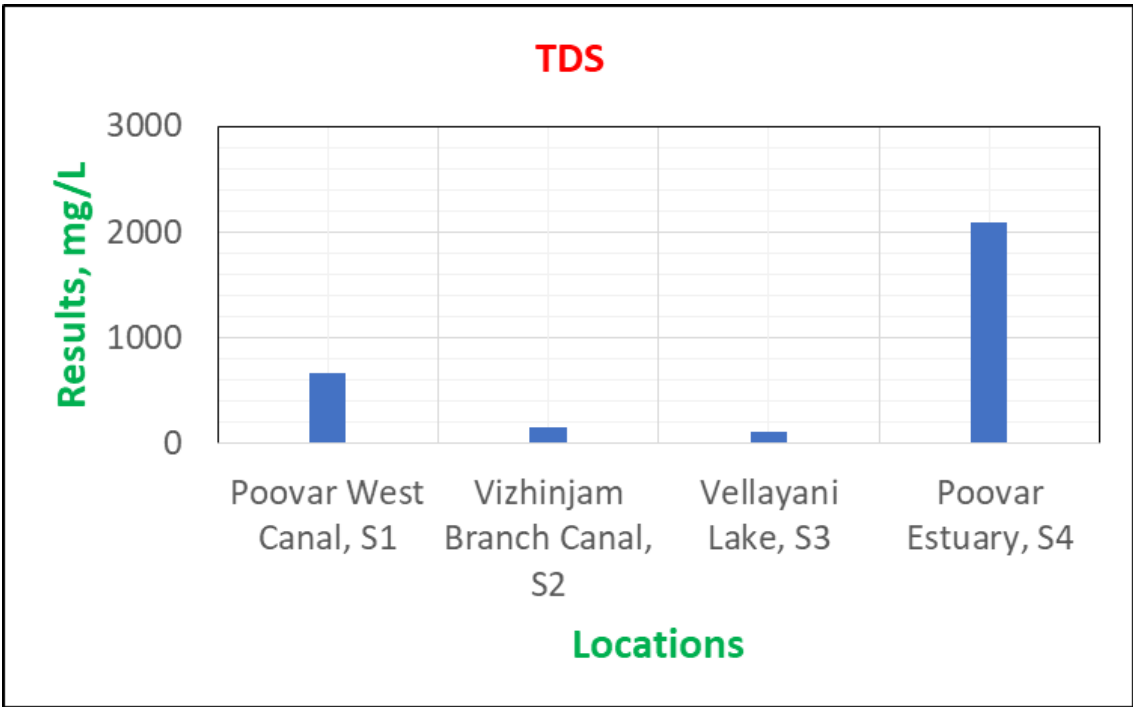 TDS
Results, mg/L
3000
2000
1000
0
Poovar West
Canal, S1
Vizhinjam
Branch Canal,
S2
Vellayani
Lake, S3
Poovar
Estuary, S4
Locations